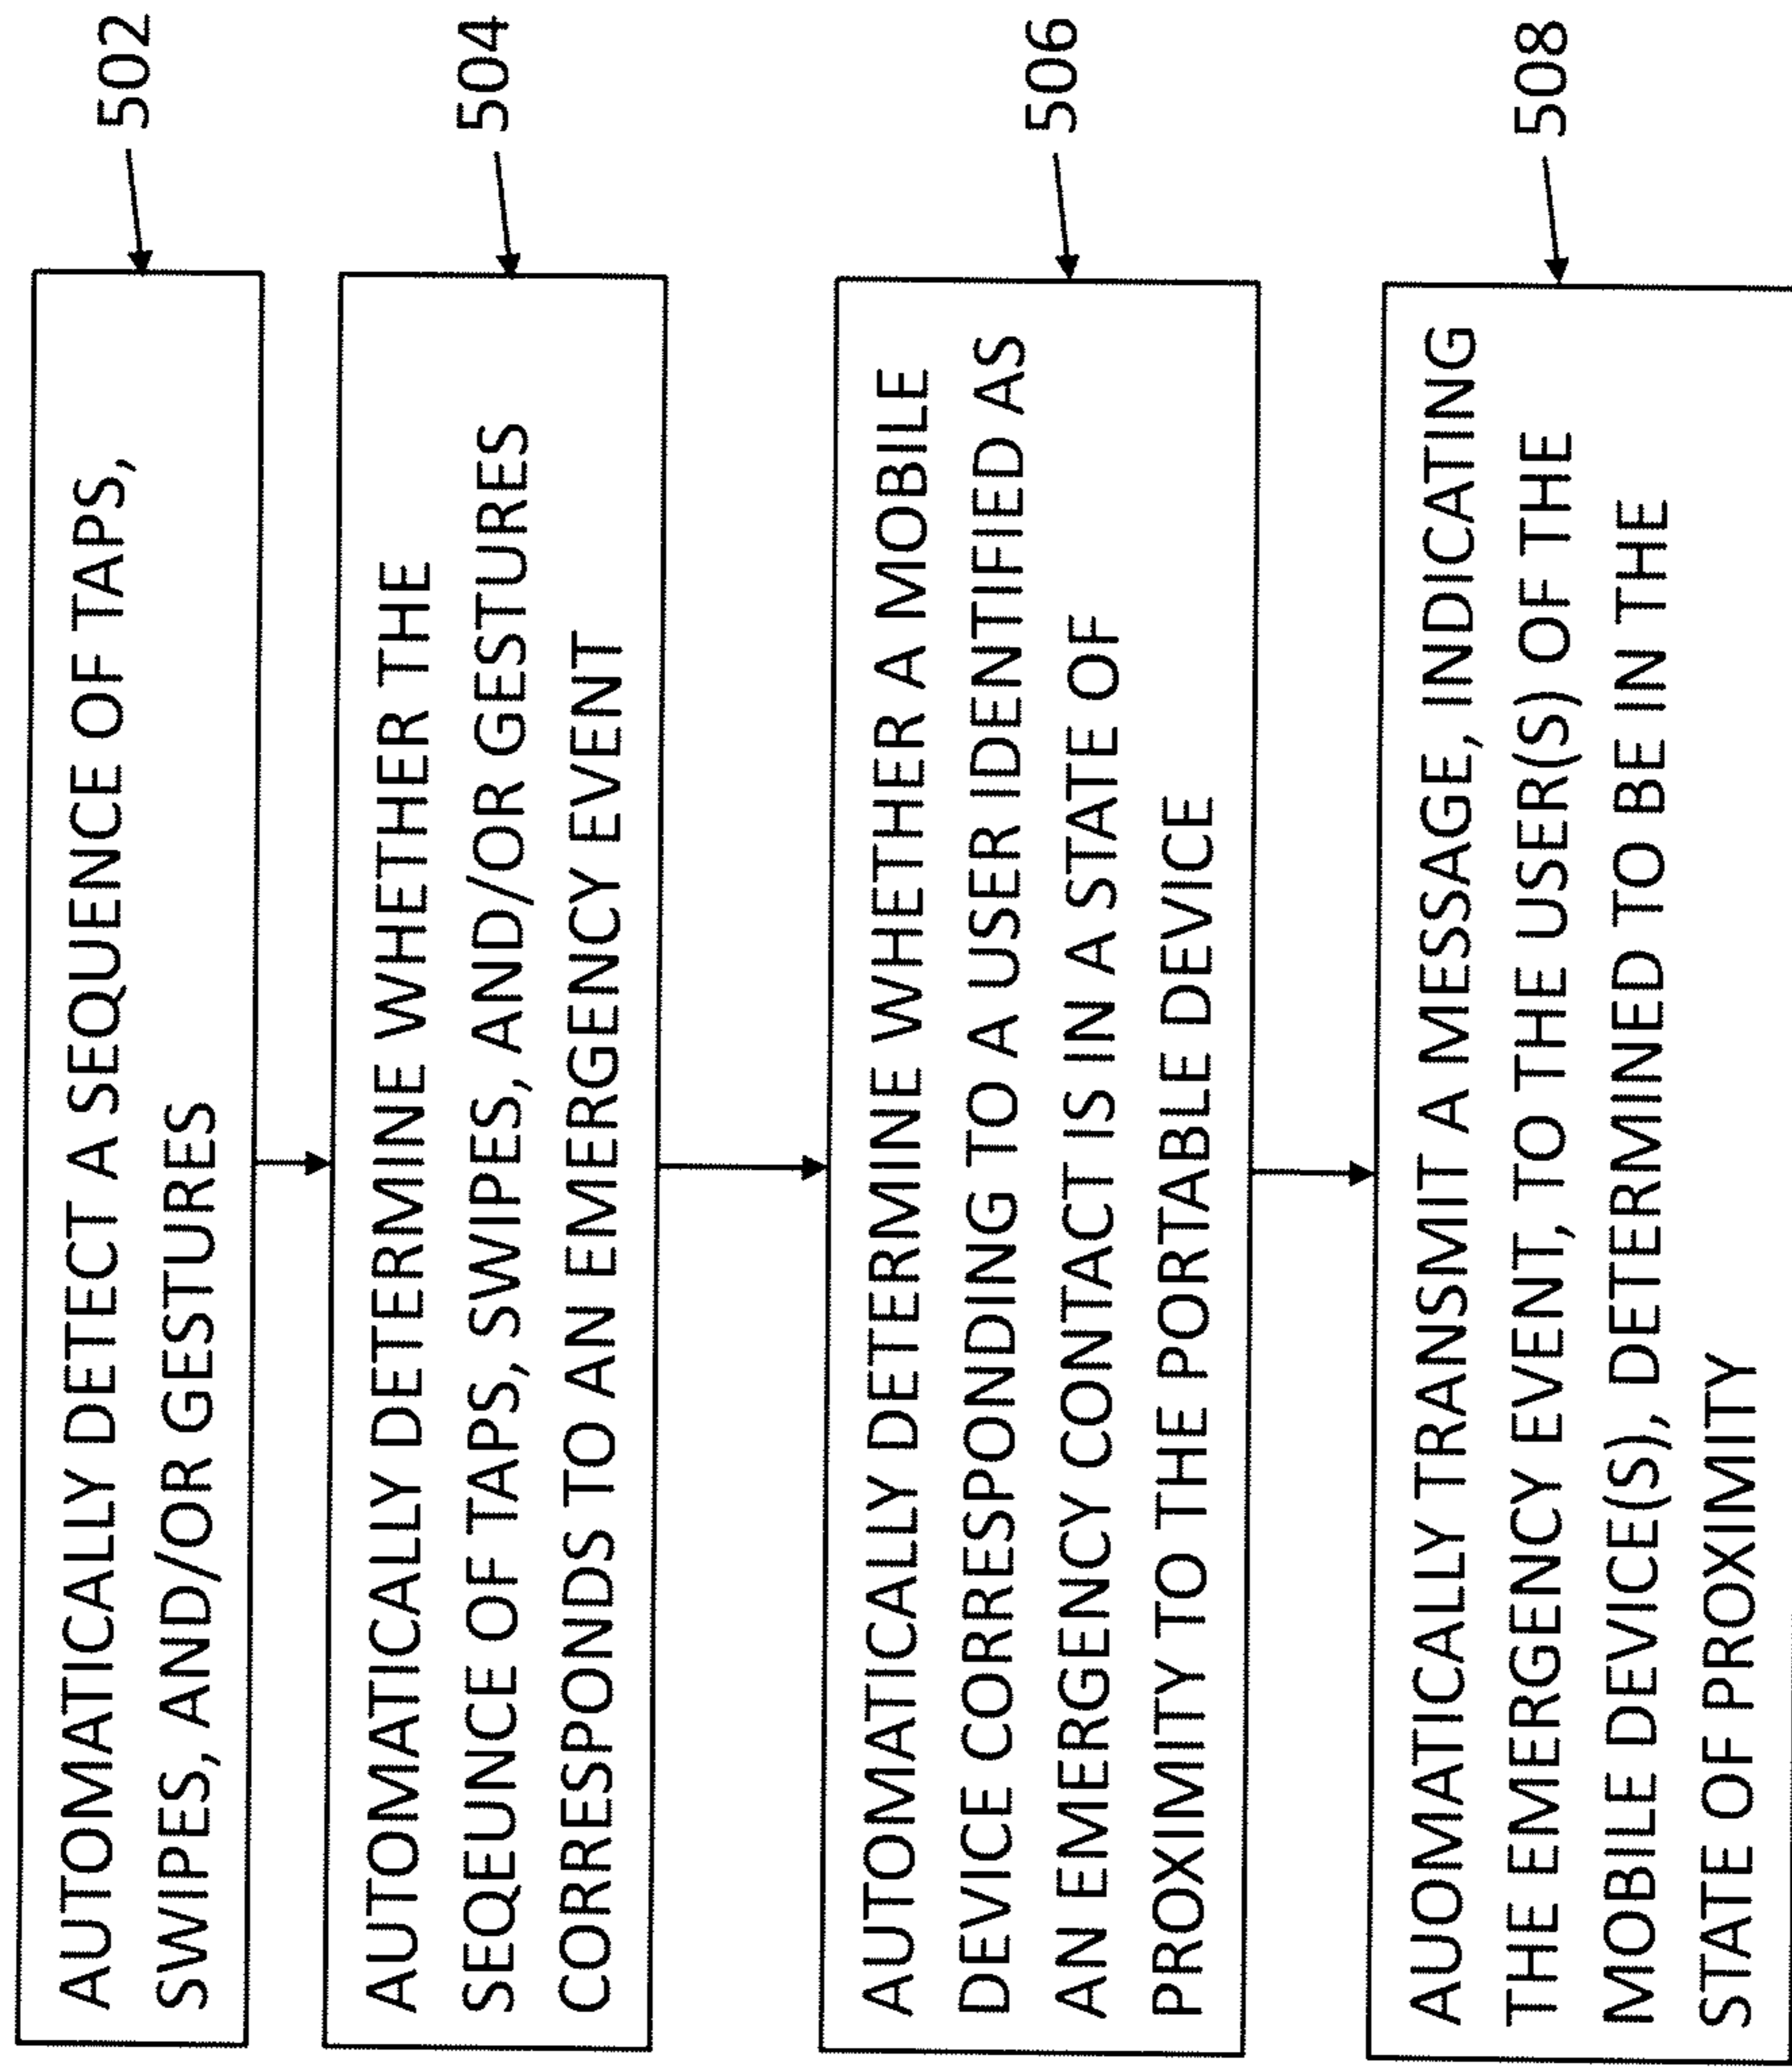 AUTOMATICALLY DETECT A SEQUENCE OF TAPS,
SWIPES, AND/OR GESTURES
502
AUTOMATICALLY DETERMINE WHETHER THE
SEQEUNCE OF TAPS, SWIPES, AND/OR GESTURES
CORRESPONDS TO AN EMERGENCY EVENT
504
AUTOMATICALLY DETERMINE WHETHER A MOBILE
DEVICE CORRESPONDING TO A USER IDENTIFIED AS
AN EMERGENCY CONTACT IS IN A STATE OF
PROXIMITY TO THE PORTABLE DEVICE
506
AUOMATICALLY TRANSMIT A MESSAGE, INDICATING
THE EMERGENCY EVENT, TO THE USER(S) OF THE
MOBILE DEVICE(S), DETERMINED TO BE IN THE
STATE OF PROXIMITY
508